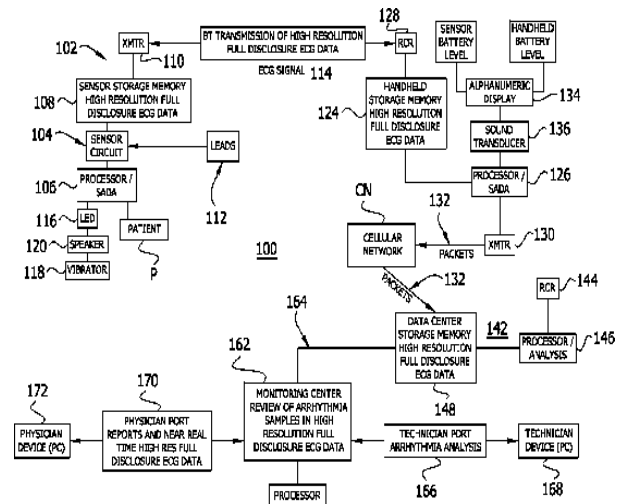 102
XMTR
110
BT TRANSMISSION OF HIGH RESOLUTION
FULL DISCLOSURE ECG DATA
ECG SIGNAL
114
128
RCR
SENSOR
BATTERY
LEVEL
HANDHELD
BATTERY
LEVEL
108
SENSOR STORAGE MEMORY
HIGH RESOLUTION FULL
DISCLOSURE ECG DATA
124
HANDHELD
STORAGE MEMORY
HIGH RESOLUTION
FULL
DISCLOSURE
ECG DATA
ALPHANUMERIC
DISPLAY
134
SOUND
TRANSDUCER
136
104
SENSOR
CIRCUIT
LEADS
112
106
PROCESSOR /
SADA
PROCESSOR /
SADA
126
116
LED
PATIENT
P
120
SPEAKER
118
VIBRATOR
100
CN
CELLULAR
NETWORK
132
PACKETS
XMTR
130
132
PACKETS
RCR
144
164
142
DATA CENTER
STORAGE MEMORY
HIGH RESOLUTION
FULL DISCLOSURE
ECG DATA
148
PROCESSOR /
ANALYSIS
146
162
MONITORING CENTER
REVIEW OF ARRHYTHMIA
SAMPLES IN HIGH
RESOLUTION FULL
DISCLOSURE ECG
DATA
172
PHYSICIAN
DEVICE (PC)
170
PHYSICIAN PORT
REPORTS AND NEAR REAL
TIME HIGH RES FULL
DISCLOSURE ECG DATA
TECHNICIAN PORT
ARRHYTHMIA ANALYSIS
166
TECHNICIAN
DEVICE (PC)
168
PROCESSOR